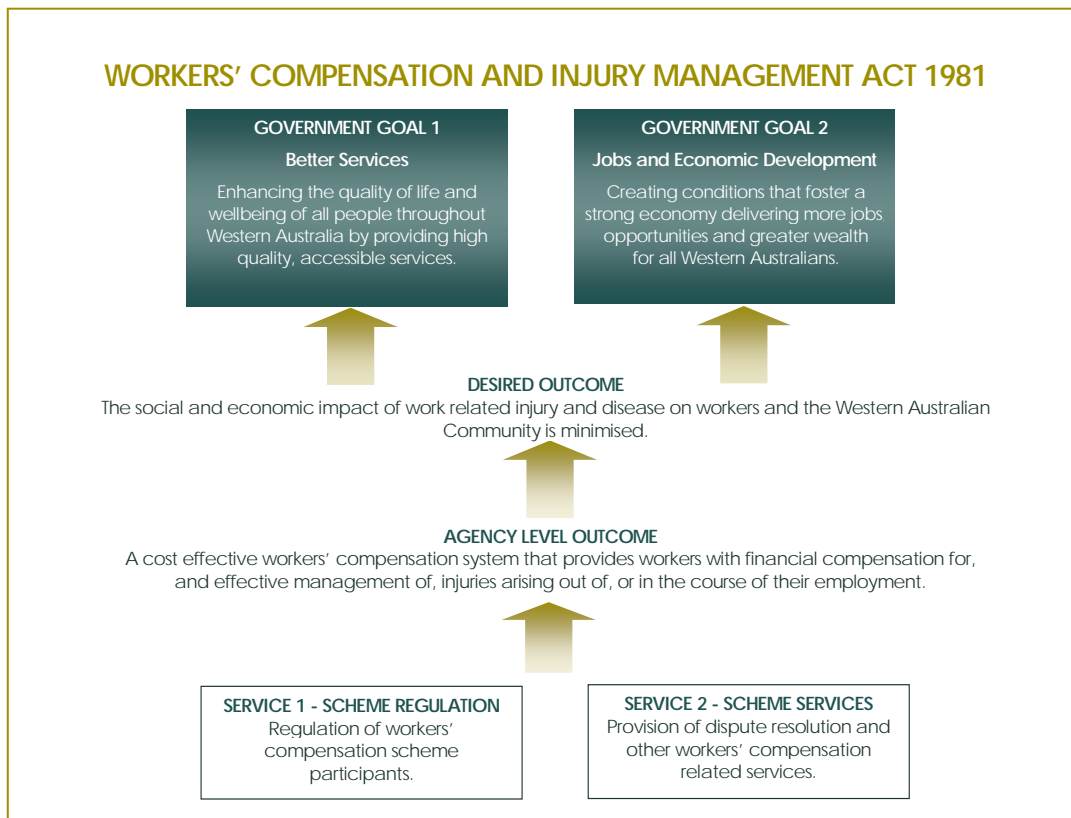 WORKERS' COMPENSATION AND INJURY MANAGEMENT ACT 1981
GOVERNMENT GOAL 1
Better Services
Enhancing the quality of life and
wellbeing of all people throughout
Western Australia by providing high
quality, accessible services.
GOVERNMENT GOAL 2
Jobs and Economic Development
Creating conditions that foster a
strong economy delivering more jobs
opportunities and greater wealth
for all Western Australians.
DESIRED OUTCOME
The social and economic impact of work related injury and disease on workers and the Western Australian
Community is minimised.
AGENCY LEVEL OUTCOME
A cost effective workers' compensation system that provides workers with financial compensation for,
and effective management of, injuries arising out of, or in the course of their employment.
SERVICE 1 - SCHEME REGULATION
Regulation of workers'
compensation scheme
participants.
SERVICE 2 - SCHEME SERVICES
Provision of dispute resolution and
other workers' compensation
related services.